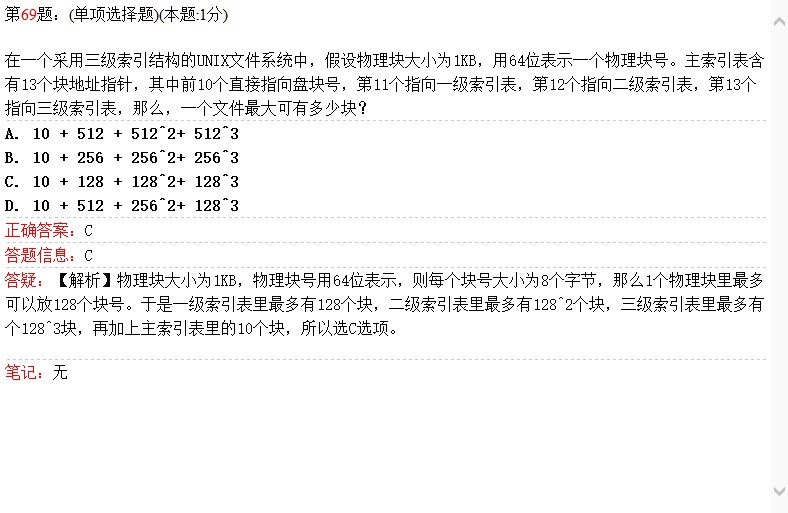 第69题：(单项选择题)(本题:1分)
在一个采用三级索引结构的UNIX文件系统中，假设物理块大小为1KB，用64位表示一个物理块号。主索引表含
有13个块地址指针，其中前10个直接指向盘块号，第11个指向一级索引表，第12个指向二级索引表，第13个
指向三级索引表，那么，一个文件最大可有多少块？
A. 10 + 512 + 512^2+ 512^3
B. 10 + 256 + 256^2+ 256^3
C. 10 + 128 + 128^2+ 128^3
D. 10 + 512 + 256^2+ 128^3
正确答案：C
答题信息：C
答疑：【解析】物理块大小为1KB，物理块号用64位表示，则每个块号大小为8个字节，那么1个物理块里最多
可以放128个块号。于是一级索引表里最多有128个块，二级索引表里最多有128^2个块，三级索引表里最多有
个128^3块，再加上主索引表里的10个块，所以选C选项。
笔记：无